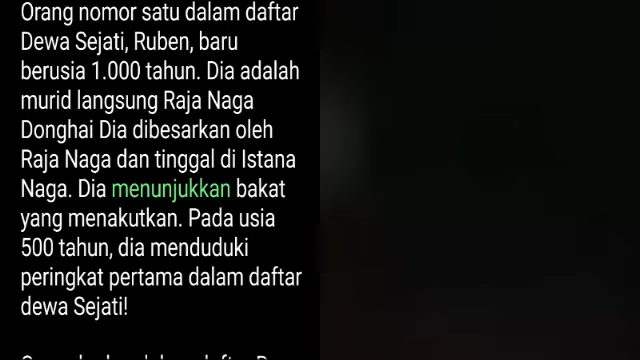 Orang nomor satu dalam daftar
Dewa Sejati, Ruben, baru
berusia 1.000 tahun. Dia adalah
murid langsung Raja Naga
Donghai Dia dibesarkan oleh
Raja Naga dan tinggal di Istana
Naga. Dia menunjukkan bakat
yang menakutkan. Pada usia
500 tahun, dia menduduki
peringkat pertama dalam daftar
dewa Sejati!